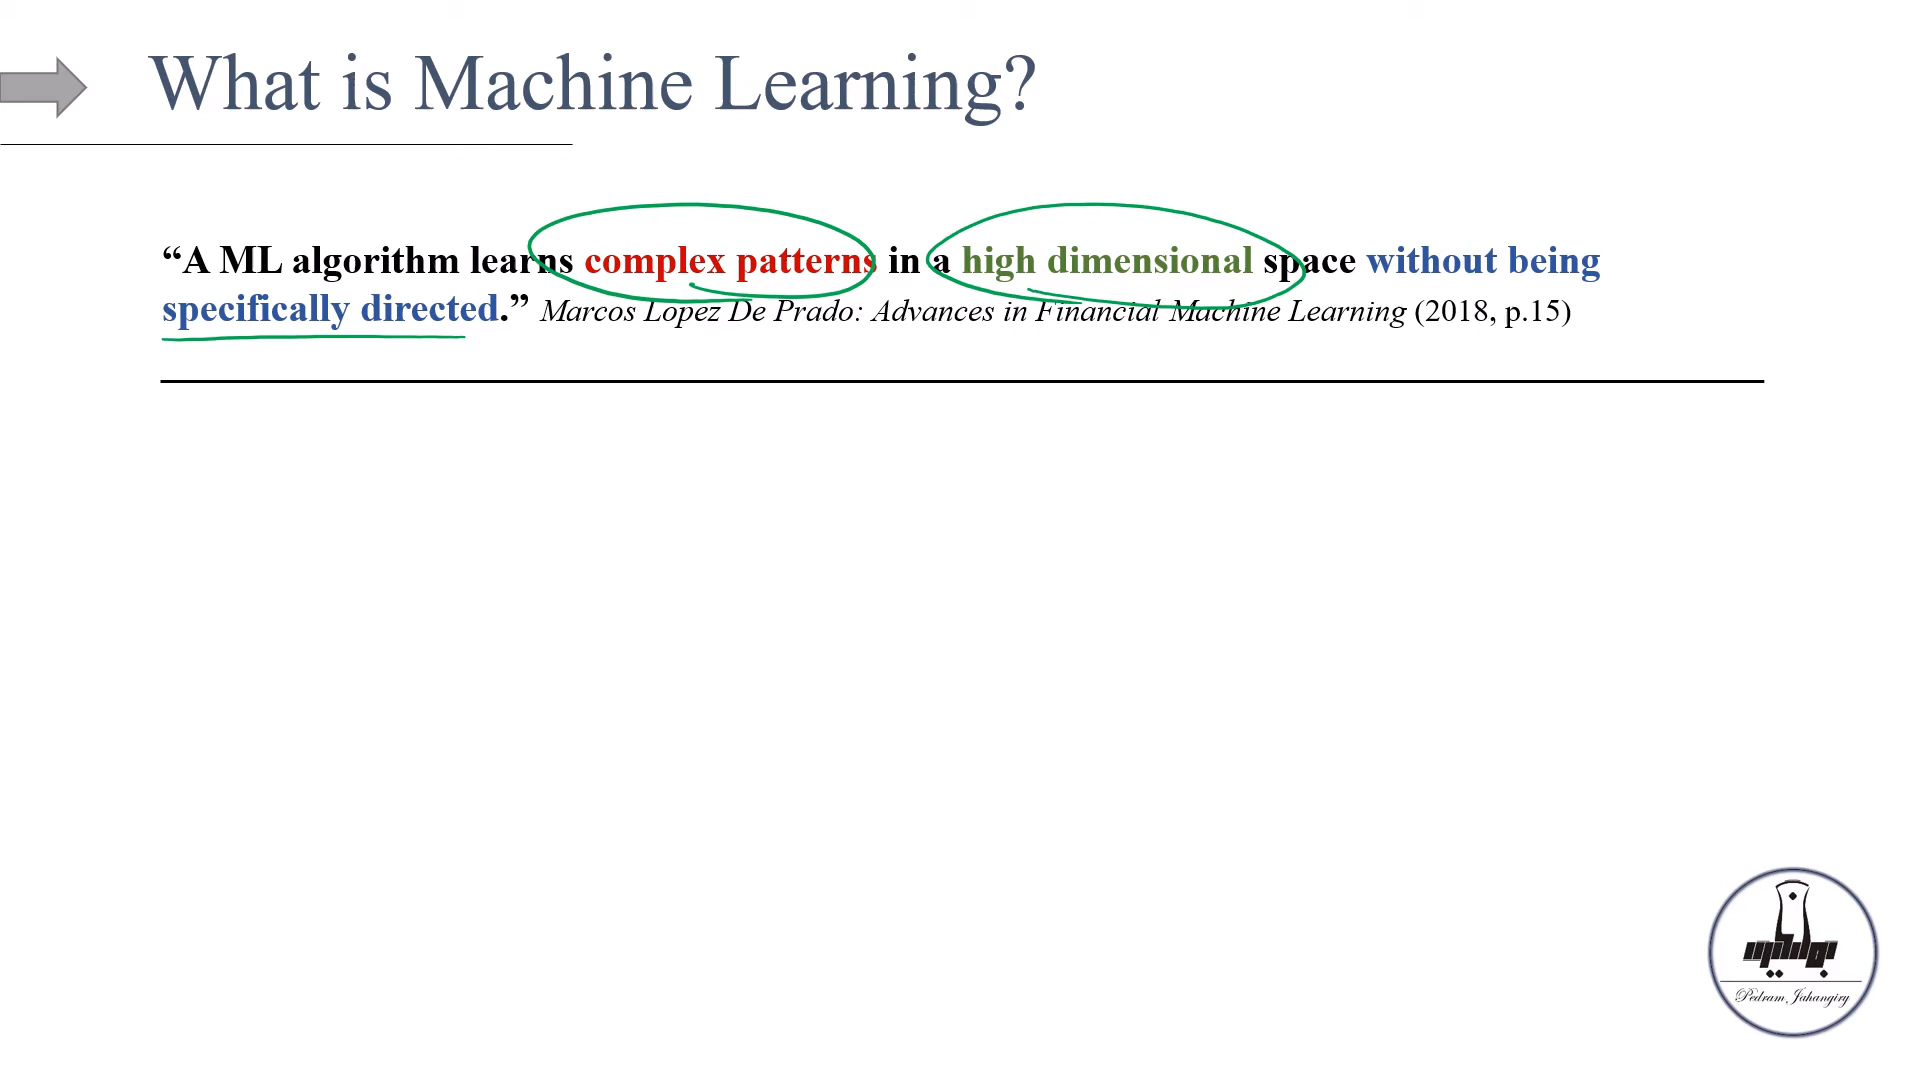 What is Machine Learning?
“A ML algorithm learns complex patterns in a high dimensional space without being
specifically directed.” Marcos Lopez De Prado: Advances in Financial Machine Learning (2018, p.15)
Pedram Jahangiry